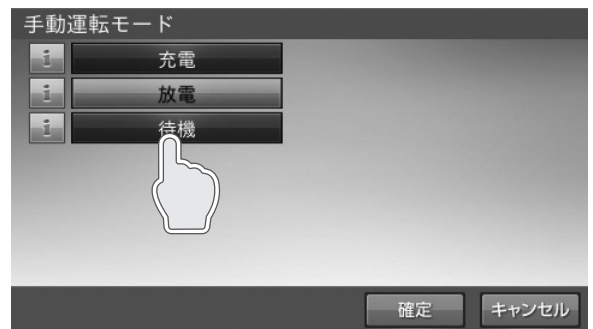 手動運転モード
i 充電
i 放電
i 待機
確定 キャンセル